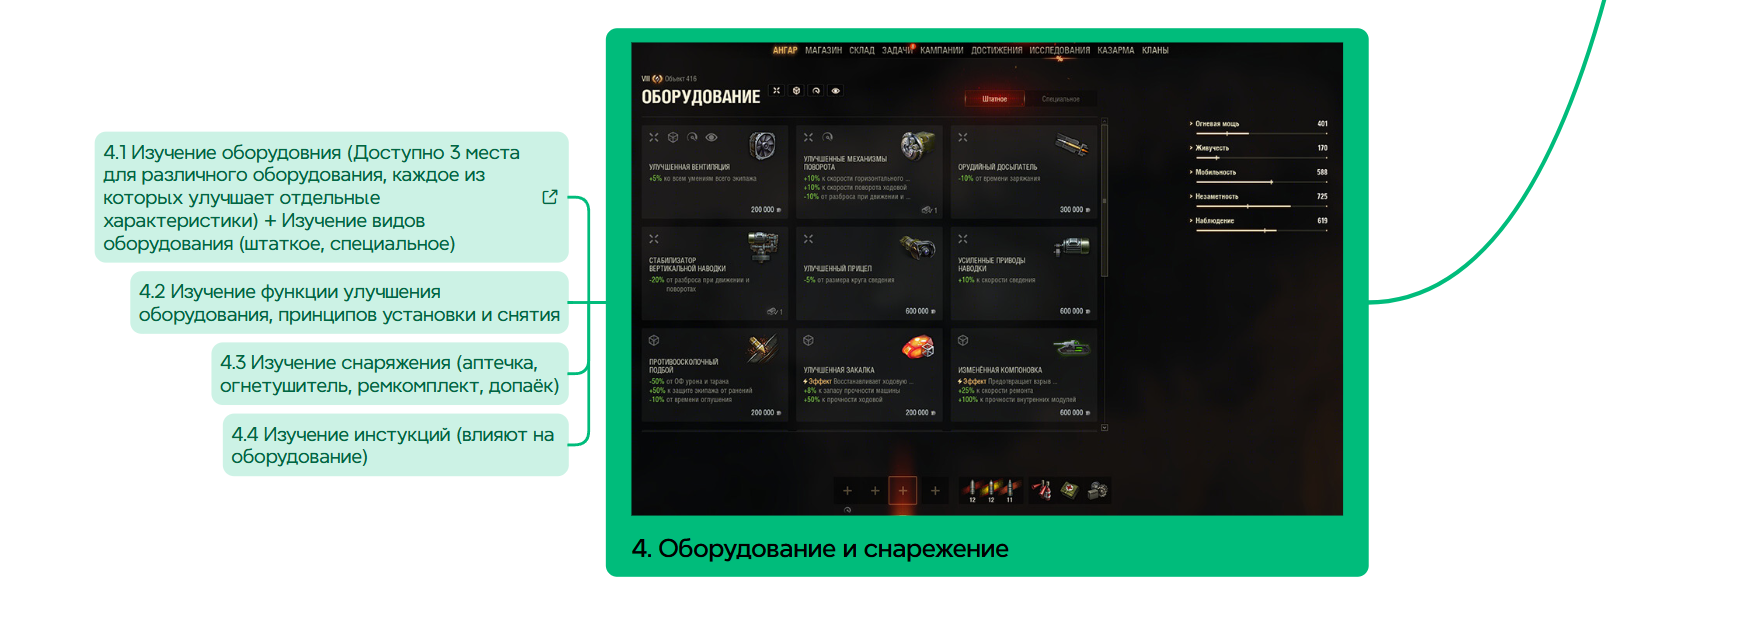 4.1 Изучение оборудовния (Доступно 3 места
для различного оборудования, каждое из
которых улучшает отдельные
характеристики) + Изучение видов
оборудования (штаткое, специальное)
4.2 Изучение функции улучшения
оборудования, принципов установки и снятия
4.3 Изучение снаряжения (аптечка,
огнетушитель, ремкомплект, допаёк)
4.4 Изучение инстукций (влияют на
оборудование)
АНГАР МАГАЗИН СКЛАД ЗАДАЧИ КАМПАНИИ ДОСТИЖЕНИЯ ИССЛЕДОВАНИЯ КАЗАРМА КЛАНЫ
VIII Объект 416
ОБОРУДОВАНИЕ
Штатное Специальное
УЛУЧШЕННАЯ ВЕНТИЛЯЦИЯ
+5% ко всем умениям всего экипажа
200 000
УЛУЧШЕННЫЕ МЕХАНИЗМЫ
ПОВОРОТА
+10% к скорости горизонтального ...
+10% к скорости поворота ходовой
-10% от разброса при движении и ...
1
ОРУДИЙНЫЙ ДОСЫЛАТЕЛЬ
-10% от времени заряжания
300 000
СТАБИЛИЗАТОР
ВЕРТИКАЛЬНОЙ НАВОДКИ
-20% от разброса при движении и
поворотах
1
УЛУЧШЕННЫЙ ПРИЦЕЛ
-5% от размера круга сведения
600 000
УСИЛЕННЫЕ ПРИВОДЫ
НАВОДКИ
+10% к скорости сведения
600 000
ПРОТИВООСКОЛОЧНЫЙ
ПОДБОЙ
-50% от ОФ урона и тарана
+50% к защите экипажа от ранений
-10% от времени оглушения
200 000
УЛУЧШЕННАЯ ЗАКАЛКА
Эффект Восстанавливает ходовую ...
+8% к запасу прочности машины
+50% к прочности ходовой
200 000
ИЗМЕНЁННАЯ КОМПОНОВКА
Эффект Предотвращает взрыв ...
+25% к скорости ремонта
+100% к прочности внутренних модулей
600 000
Огневая мощь 401
Живучесть 170
Мобильность 588
Незаметность 725
Наблюдение 619
12 12 11
4. Оборудование и снарежение